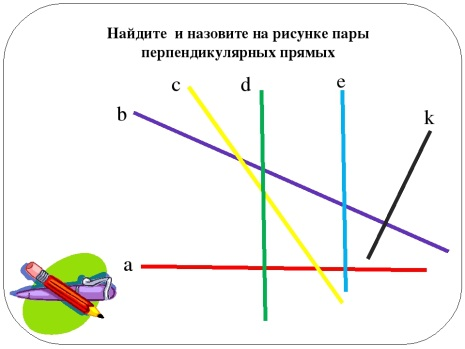 Найдите и назовите на рисунке пары
перпендикулярных прямых
c
d
e
b
k
a